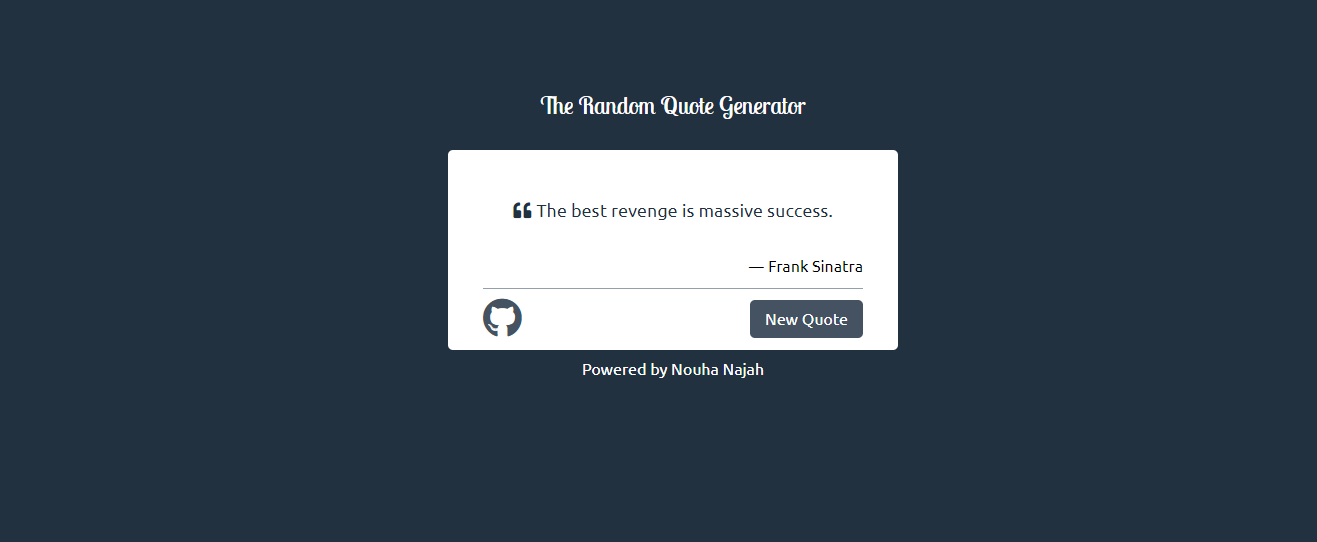 The Random Quote Generator
❝ The best revenge is massive success.
— Frank Sinatra
New Quote
Powered by Nouha Najah